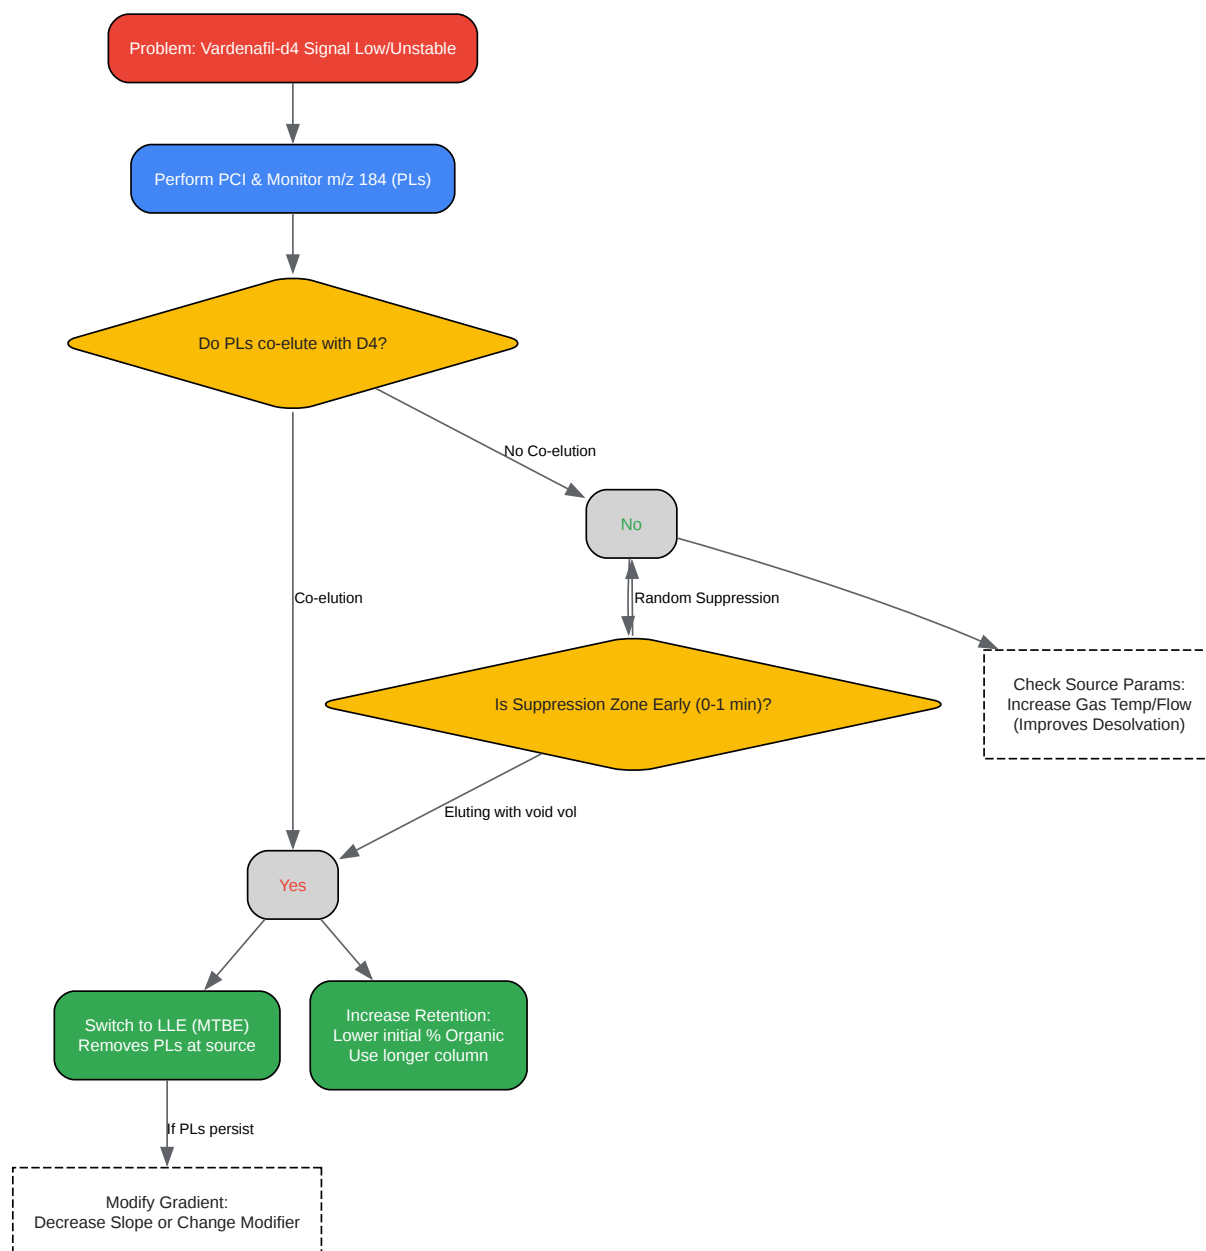 Problem: Vardenafil-d4 Signal Low/Unstable
Perform PCI & Monitor m/z 184 (PLs)
Do PLs co-elute with D4?
No Co-elution
No
Co-elution
Random Suppression
Check Source Params:
Increase Gas Temp/Flow
(Improves Desolvation)
Is Suppression Zone Early (0-1 min)?
Eluting with void vol
Yes
Switch to LLE (MTBE)
Removes PLs at source
Increase Retention:
Lower initial % Organic
Use longer column
If PLs persist
Modify Gradient:
Decrease Slope or Change Modifier